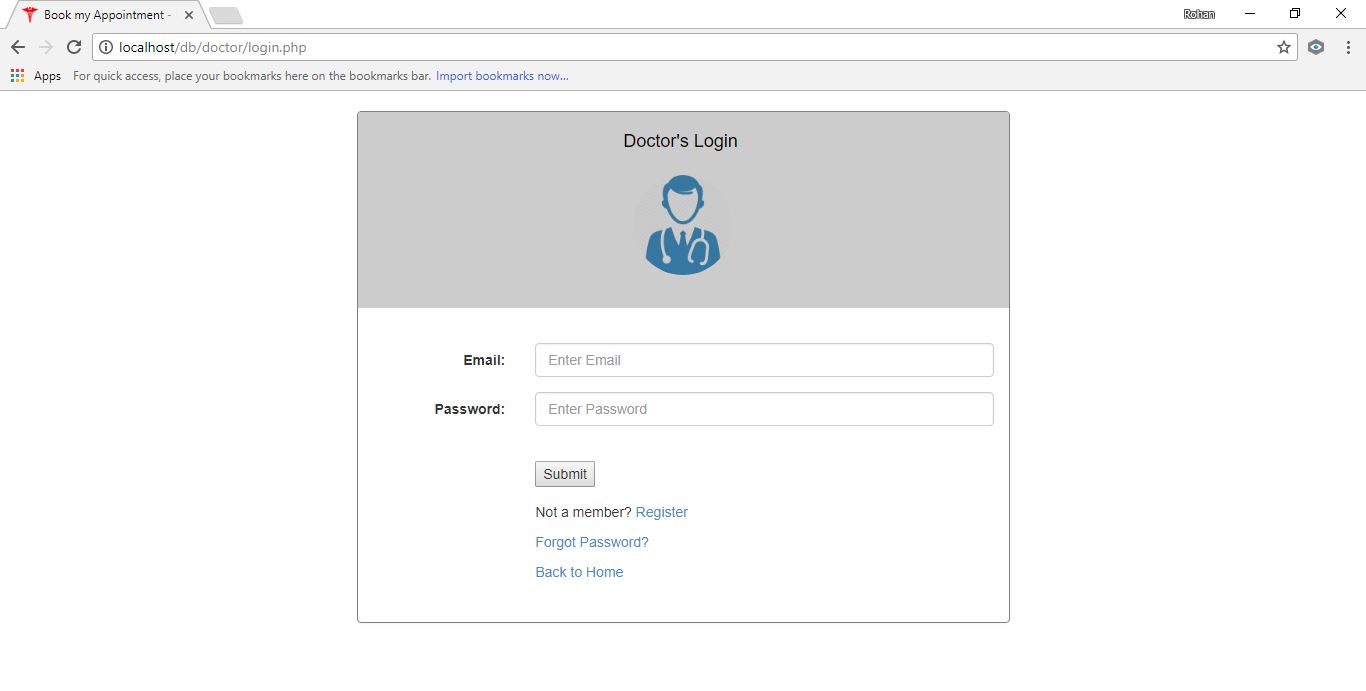 Book my Appointment -
Rohan
localhost/db/doctor/login.php
Apps For quick access, place your bookmarks here on the bookmarks bar. Import bookmarks now...
Doctor's Login
Email: Enter Email
Password: Enter Password
Submit
Not a member? Register
Forgot Password?
Back to Home